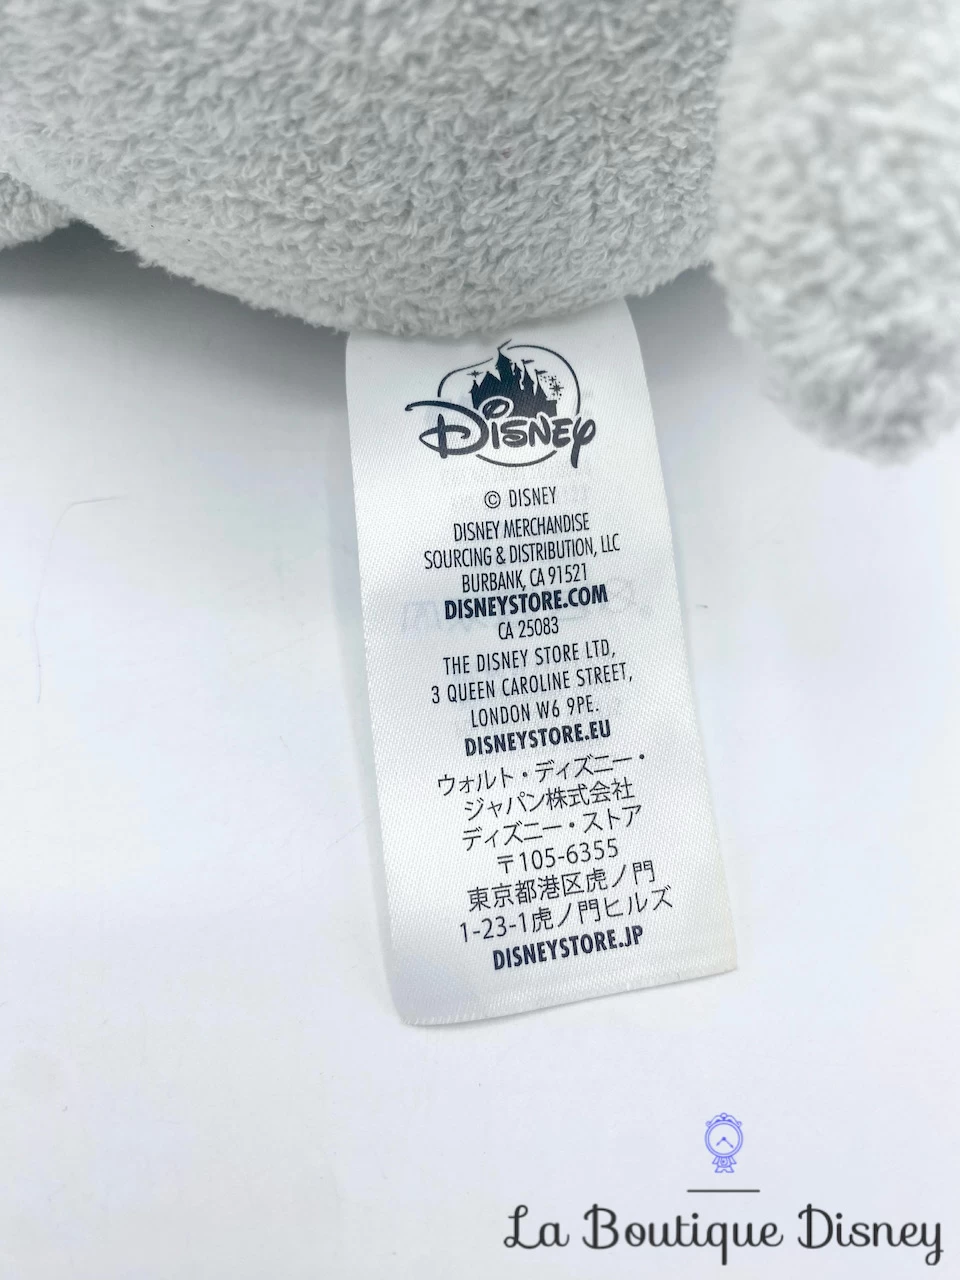 Disney
© DISNEY
DISNEY MERCHANDISE
SOURCING & DISTRIBUTION, LLC
BURBANK, CA 91521
DISNEYSTORE.COM
CA 25083
THE DISNEY STORE LTD,
3 QUEEN CAROLINE STREET,
LONDON W6 9PE.
DISNEYSTORE.EU
ウォルト・ディズニー・
ジャパン株式会社
ディズニー・ストア
〒105-6355
東京都港区虎ノ門
1-23-1虎ノ門ヒルズ
DISNEYSTORE.JP
La Boutique Disney